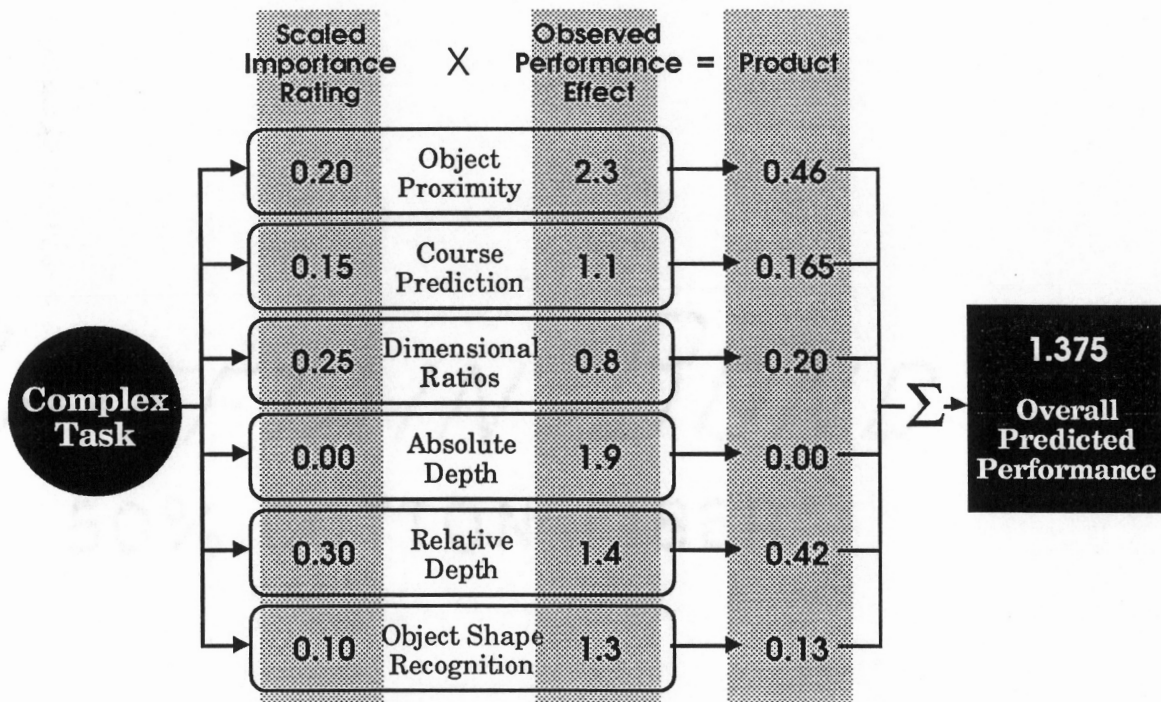 Scaled
Importance
Rating
X
Observed
Performance
Effect
=
Product
0.20
Object
Proximity
2.3
0.46
0.15
Course
Prediction
1.1
0.165
0.25
Dimensional
Ratios
0.8
0.20
Complex
Task
0.00
Absolute
Depth
1.9
0.00
0.30
Relative
Depth
1.4
0.42
0.10
Object Shape
Recognition
1.3
0.13
Σ
1.375
Overall
Predicted
Performance